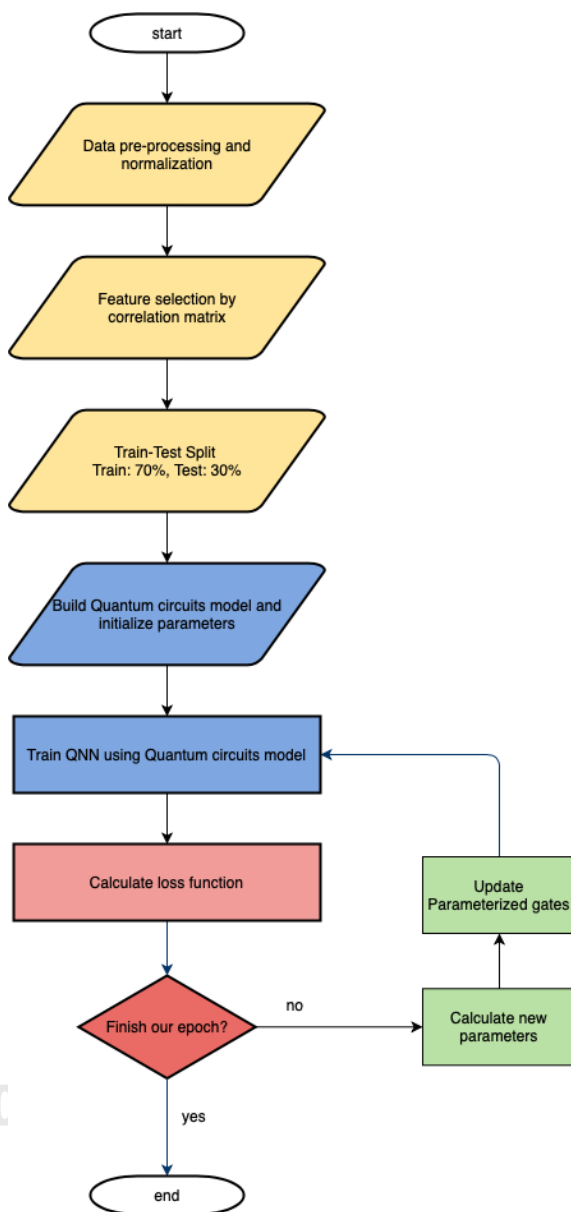 start
Data pre-processing and
normalization
Feature selection by
correlation matrix
Train-Test Split
Train: 70%, Test: 30%
Build Quantum circuits model and
initialize parameters
Train QNN using Quantum circuits model
Calculate loss function
Update
Parameterized gates
Finish our epoch?
no
Calculate new
parameters
yes
end